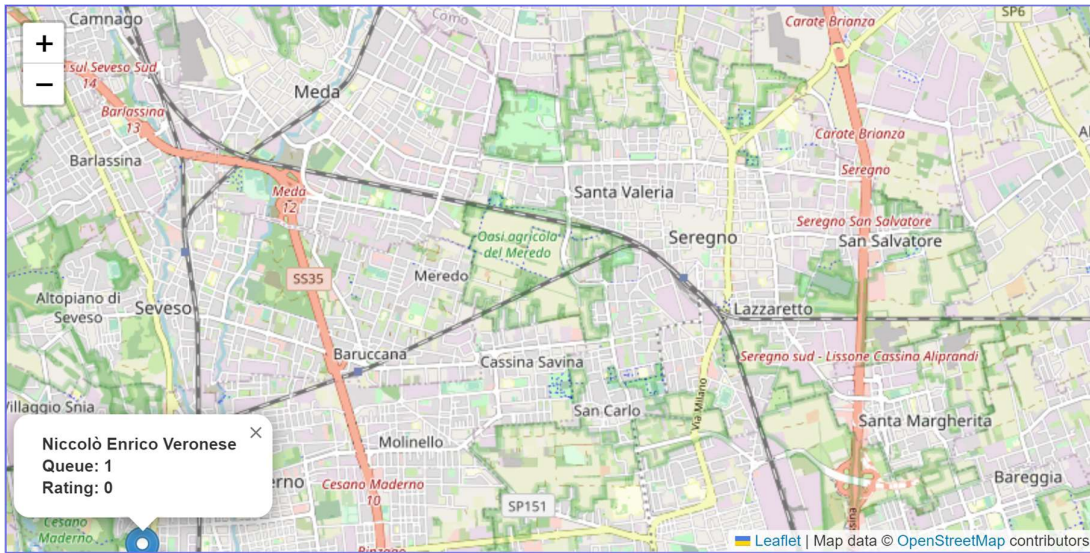 Camnago
Como
Carate Brianza
SP6
+
−
sul Seveso Sud
14
Meda
Barlassina
13
Carate Brianza
Barlassina
Seregno
Meda
12
Santa Valeria
Seregno San Salvatore
Oasi agricola
del Meredo
Seregno
San Salvatore
SS35
Meredo
Altopiano di
Seveso
Seveso
Lazzaretto
Baruccana
Cassina Savina
Seregno sud - Lissone Cassina Aliprandi
Villaggio Snia
San Carlo
Via Milano
Santa Margherita
Niccolò Enrico Veronese
×
Queue: 1
Rating: 0
Molinello
erno
Cesano Maderno
10
Bareggia
SP151
Cesano
Maderno
Leaflet | Map data © OpenStreetMap contributors